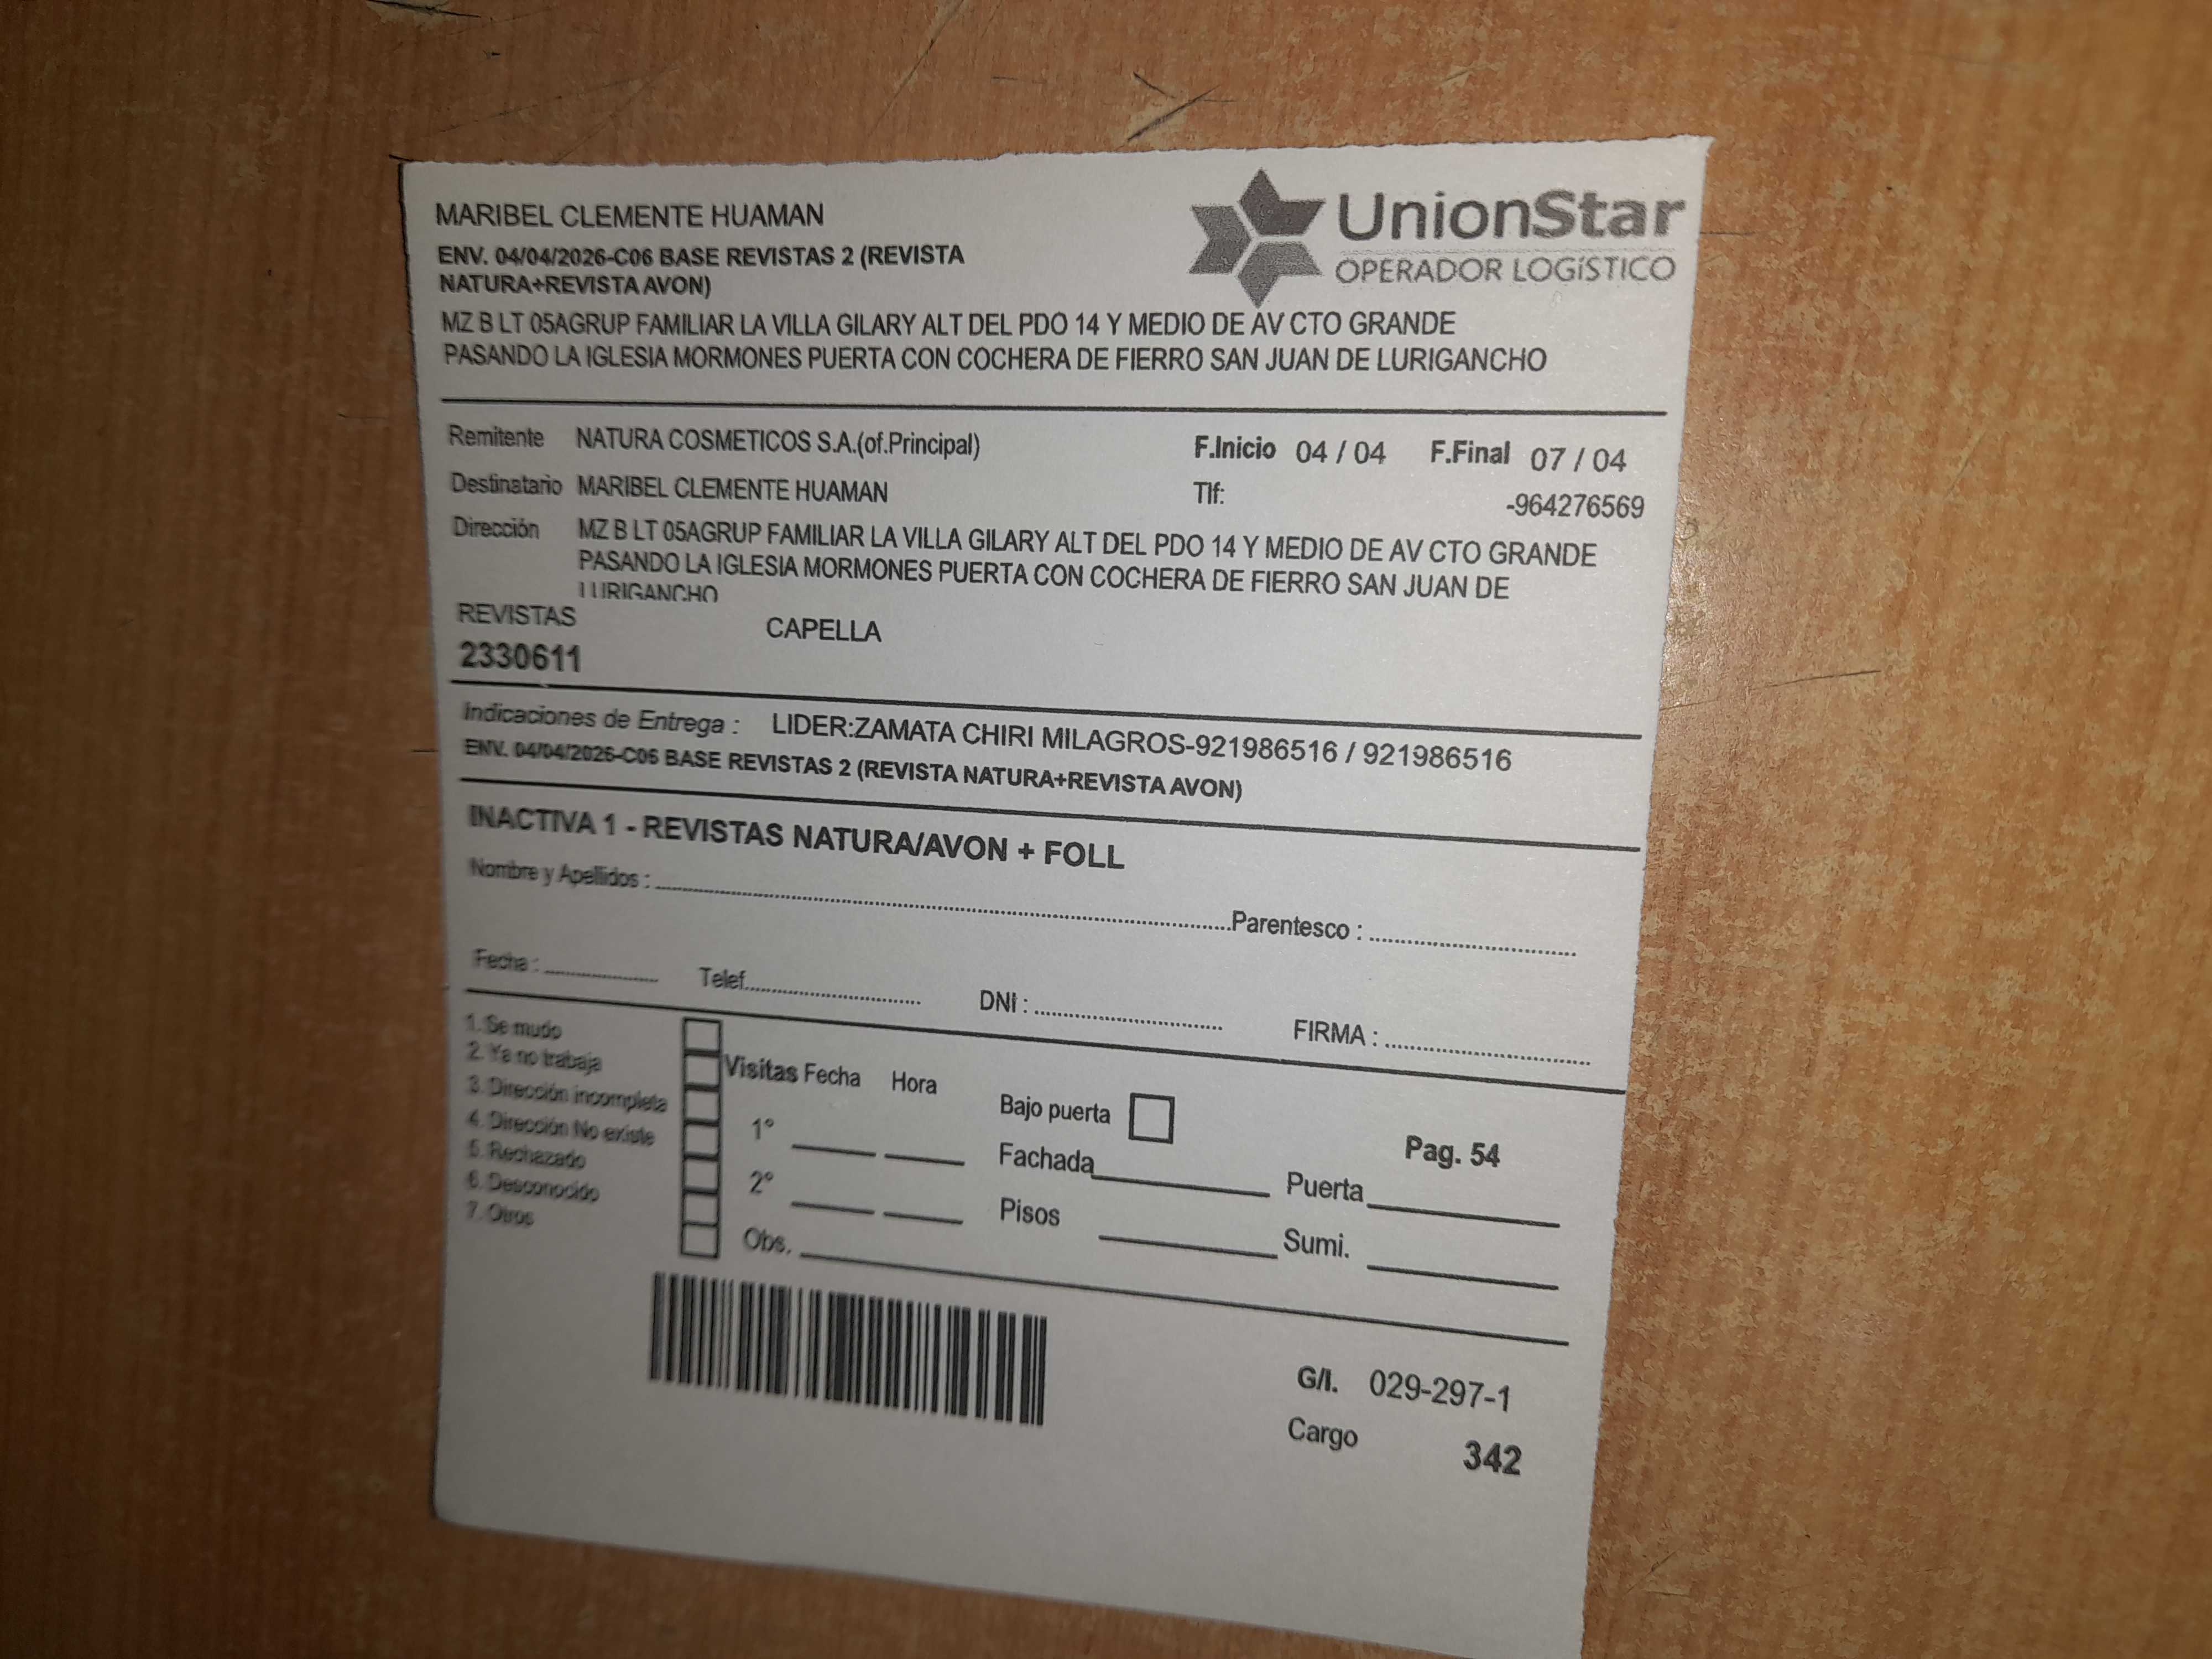 MARIBEL CLEMENTE HUAMAN
UnionStar
OPERADOR LOGÍSTICO
ENV. 04/04/2026-C06 BASE REVISTAS 2 (REVISTA
NATURA+REVISTA AVON)
MZ B LT 05AGRUP FAMILIAR LA VILLA GILARY ALT DEL PDO 14 Y MEDIO DE AV CTO GRANDE
PASANDO LA IGLESIA MORMONES PUERTA CON COCHERA DE FIERRO SAN JUAN DE LURIGANCHO
Remitente NATURA COSMETICOS S.A.(of.Principal) F.Inicio 04 / 04 F.Final 07 / 04
Destinatario MARIBEL CLEMENTE HUAMAN Tlf: -964276569
Dirección MZ B LT 05AGRUP FAMILIAR LA VILLA GILARY ALT DEL PDO 14 Y MEDIO DE AV CTO GRANDE
PASANDO LA IGLESIA MORMONES PUERTA CON COCHERA DE FIERRO SAN JUAN DE
LURIGANCHO
REVISTAS CAPELLA
2330611
Indicaciones de Entrega : LIDER:ZAMATA CHIRI MILAGROS-921986516 / 921986516
ENV. 04/04/2026-C06 BASE REVISTAS 2 (REVISTA NATURA+REVISTA AVON)
INACTIVA 1 - REVISTAS NATURA/AVON + FOLL
Nombre y Apellidos : Parentesco :
Fecha : Telef. DNI : FIRMA :
1. Se mudo
2. Ya no trabaja
3. Dirección incompleta
4. Dirección No existe
5. Rechazado
6. Desconocido
7. Otros
Visitas Fecha Hora
1°
2°
Obs.
Bajo puerta
Fachada
Pisos
Pag. 54
Puerta
Sumi.
G/I. 029-297-1
Cargo 342